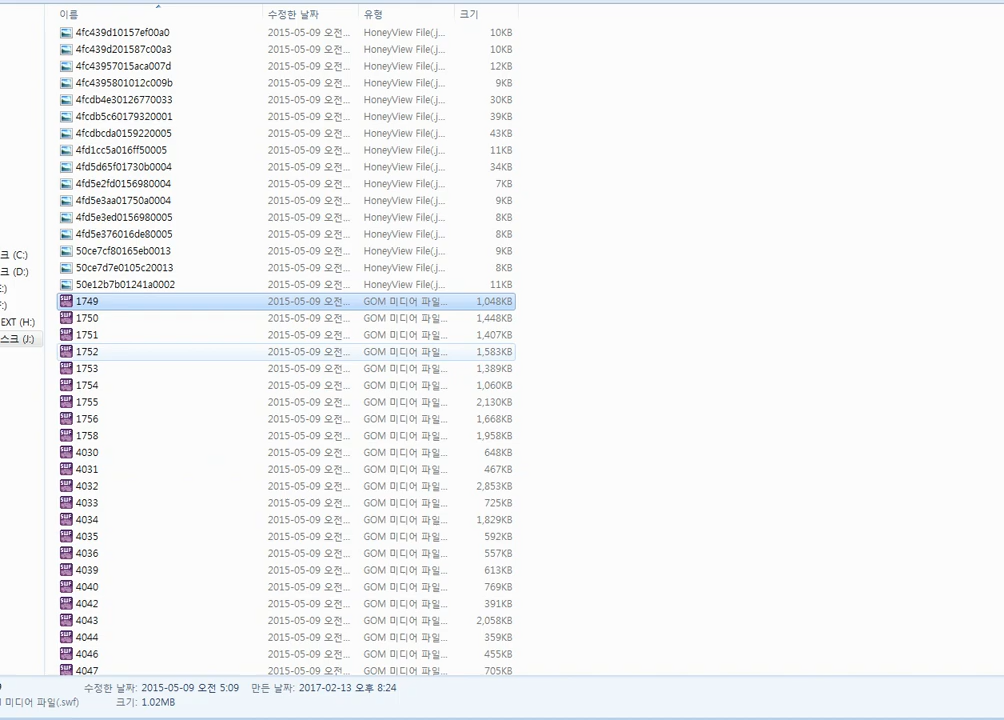 이름 수정한 날짜 유형 크기
4fc439d10157ef00a0 2015-05-09 오전... HoneyView File(.j... 10KB
4fc439d201587c00a3 2015-05-09 오전... HoneyView File(.j... 10KB
4fc43957015aca007d 2015-05-09 오전... HoneyView File(.j... 12KB
4fc4395801012c009b 2015-05-09 오전... HoneyView File(.j... 9KB
4fcdb4e30126770033 2015-05-09 오전... HoneyView File(.j... 30KB
4fcdb5c60179320001 2015-05-09 오전... HoneyView File(.j... 39KB
4fcdbcda0159220005 2015-05-09 오전... HoneyView File(.j... 43KB
4fd1cc5a016ff50005 2015-05-09 오전... HoneyView File(.j... 11KB
4fd5d65f01730b0004 2015-05-09 오전... HoneyView File(.j... 34KB
4fd5e2fd0156980004 2015-05-09 오전... HoneyView File(.j... 7KB
4fd5e3aa01750a0004 2015-05-09 오전... HoneyView File(.j... 9KB
4fd5e3ed0156980005 2015-05-09 오전... HoneyView File(.j... 8KB
4fd5e376016de80005 2015-05-09 오전... HoneyView File(.j... 8KB
크 (C:) 50ce7cf80165eb0013 2015-05-09 오전... HoneyView File(.j... 9KB
크 (D:) 50ce7d7e0105c20013 2015-05-09 오전... HoneyView File(.j... 8KB
:) 50e12b7b01241a0002 2015-05-09 오전... HoneyView File(.j... 11KB
:) 1749 2015-05-09 오전... GOM 미디어 파일... 1,048KB
EXT (H:) 1750 2015-05-09 오전... GOM 미디어 파일... 1,448KB
스크 (J:) 1751 2015-05-09 오전... GOM 미디어 파일... 1,407KB
1752 2015-05-09 오전... GOM 미디어 파일... 1,583KB
1753 2015-05-09 오전... GOM 미디어 파일... 1,389KB
1754 2015-05-09 오전... GOM 미디어 파일... 1,060KB
1755 2015-05-09 오전... GOM 미디어 파일... 2,130KB
1756 2015-05-09 오전... GOM 미디어 파일... 1,668KB
1758 2015-05-09 오전... GOM 미디어 파일... 1,958KB
4030 2015-05-09 오전... GOM 미디어 파일... 648KB
4031 2015-05-09 오전... GOM 미디어 파일... 467KB
4032 2015-05-09 오전... GOM 미디어 파일... 2,853KB
4033 2015-05-09 오전... GOM 미디어 파일... 725KB
4034 2015-05-09 오전... GOM 미디어 파일... 1,829KB
4035 2015-05-09 오전... GOM 미디어 파일... 592KB
4036 2015-05-09 오전... GOM 미디어 파일... 557KB
4039 2015-05-09 오전... GOM 미디어 파일... 613KB
4040 2015-05-09 오전... GOM 미디어 파일... 769KB
4042 2015-05-09 오전... GOM 미디어 파일... 391KB
4043 2015-05-09 오전... GOM 미디어 파일... 2,058KB
4044 2015-05-09 오전... GOM 미디어 파일... 359KB
4046 2015-05-09 오전... GOM 미디어 파일... 455KB
4047 2015-05-09 오전... GOM 미디어 파일... 705KB
수정한 날짜: 2015-05-09 오전 5:09 만든 날짜: 2017-02-13 오후 8:24
미디어 파일(.swf) 크기: 1.02MB